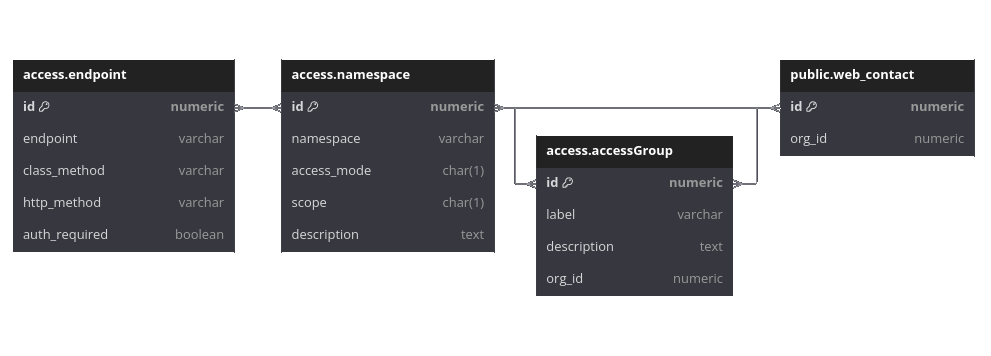 access.endpoint
id numeric
endpoint varchar
class_method varchar
http_method varchar
auth_required boolean
access.namespace
id numeric
namespace varchar
access_mode char(1)
scope char(1)
description text
access.accessGroup
id numeric
label varchar
description text
org_id numeric
public.web_contact
id numeric
org_id numeric